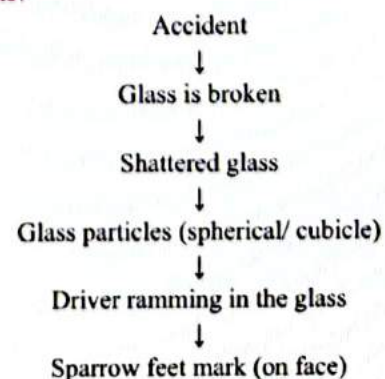 Accident
↓
Glass is broken
↓
Shattered glass
↓
Glass particles (spherical/ cubicle)
↓
Driver ramming in the glass
↓
Sparrow feet mark (on face)